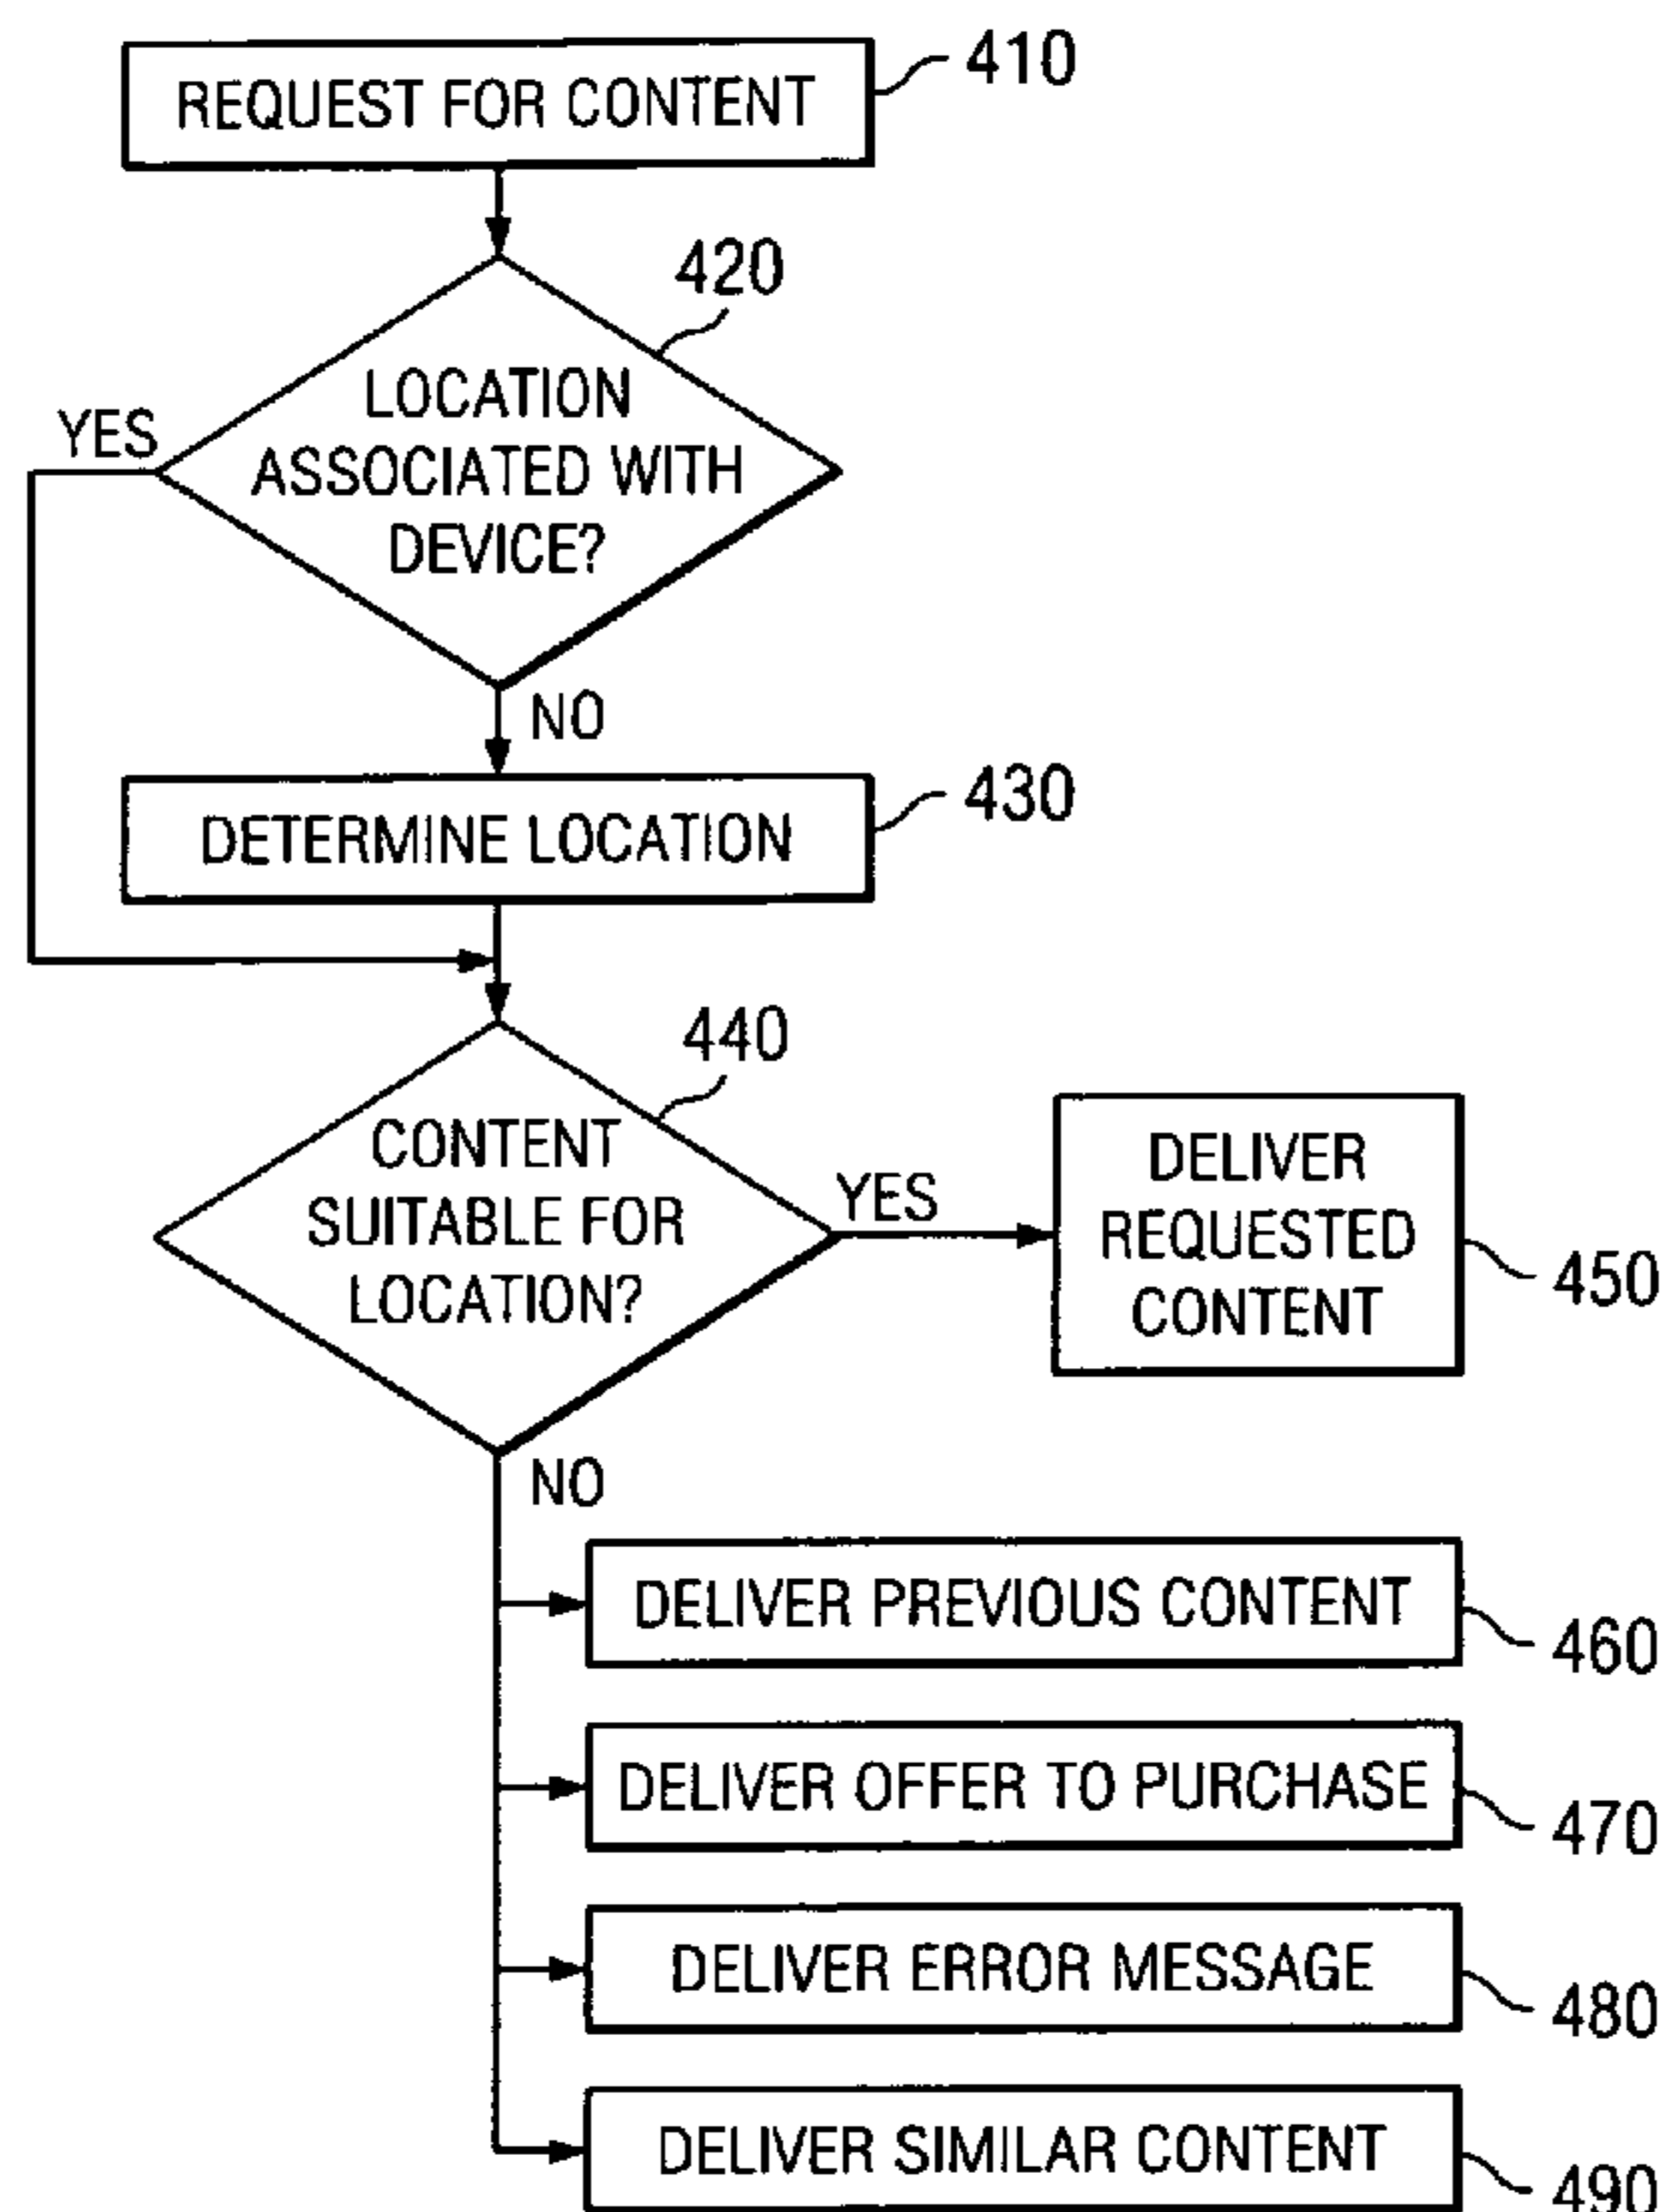 REQUEST FOR CONTENT
410
420
LOCATION
ASSOCIATED WITH
DEVICE?
YES
NO
DETERMINE LOCATION
430
440
CONTENT
SUITABLE FOR
LOCATION?
YES
DELIVER
REQUESTED
CONTENT
450
NO
DELIVER PREVIOUS CONTENT
460
DELIVER OFFER TO PURCHASE
470
DELIVER ERROR MESSAGE
480
DELIVER SIMILAR CONTENT
490